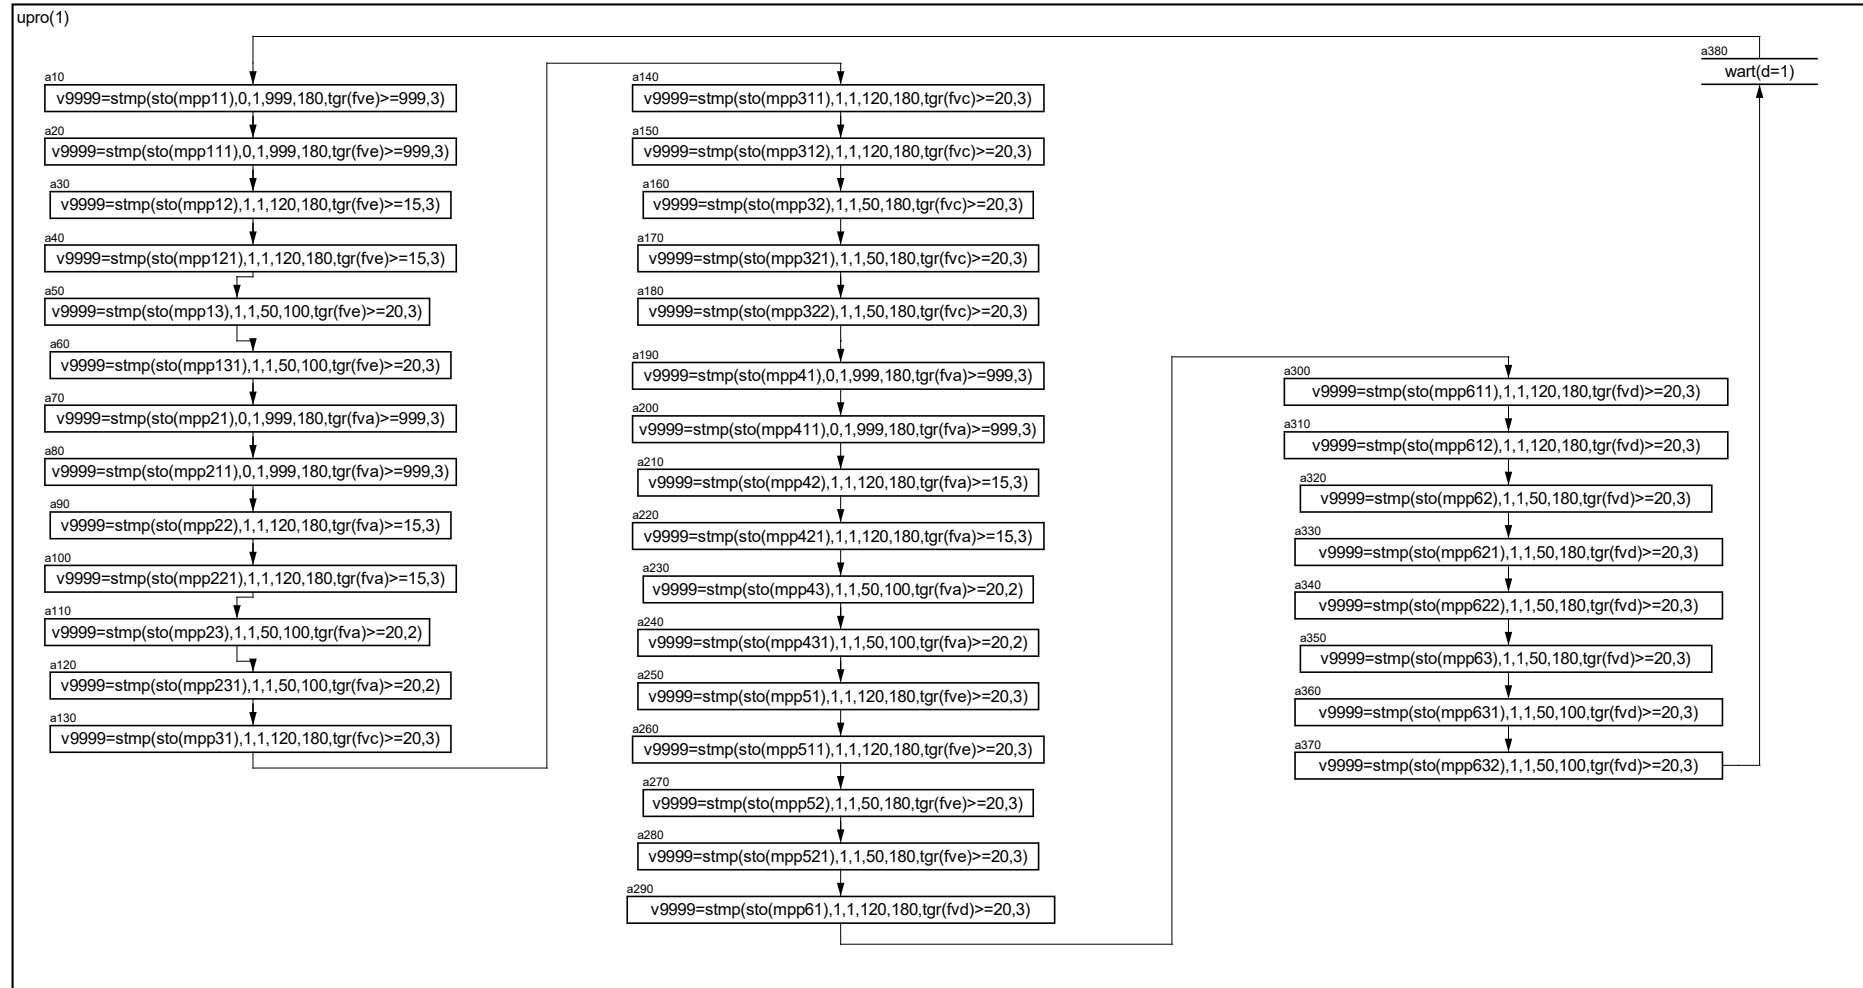 upro(1)
a10
v9999=stmp(sto(mpp11),0,1,999,180,tgr(fve)>=999,3)
a20
v9999=stmp(sto(mpp111),0,1,999,180,tgr(fve)>=999,3)
a30
v9999=stmp(sto(mpp12),1,1,120,180,tgr(fve)>=15,3)
a40
v9999=stmp(sto(mpp121),1,1,120,180,tgr(fve)>=15,3)
a50
v9999=stmp(sto(mpp13),1,1,50,100,tgr(fve)>=20,3)
a60
v9999=stmp(sto(mpp131),1,1,50,100,tgr(fve)>=20,3)
a70
v9999=stmp(sto(mpp21),0,1,999,180,tgr(fva)>=999,3)
a80
v9999=stmp(sto(mpp211),0,1,999,180,tgr(fva)>=999,3)
a90
v9999=stmp(sto(mpp22),1,1,120,180,tgr(fva)>=15,3)
a100
v9999=stmp(sto(mpp221),1,1,120,180,tgr(fva)>=15,3)
a110
v9999=stmp(sto(mpp23),1,1,50,100,tgr(fva)>=20,2)
a120
v9999=stmp(sto(mpp231),1,1,50,100,tgr(fva)>=20,2)
a130
v9999=stmp(sto(mpp31),1,1,120,180,tgr(fvc)>=20,3)
a140
v9999=stmp(sto(mpp311),1,1,120,180,tgr(fvc)>=20,3)
a150
v9999=stmp(sto(mpp312),1,1,120,180,tgr(fvc)>=20,3)
a160
v9999=stmp(sto(mpp32),1,1,50,180,tgr(fvc)>=20,3)
a170
v9999=stmp(sto(mpp321),1,1,50,180,tgr(fvc)>=20,3)
a180
v9999=stmp(sto(mpp322),1,1,50,180,tgr(fvc)>=20,3)
a190
v9999=stmp(sto(mpp41),0,1,999,180,tgr(fva)>=999,3)
a200
v9999=stmp(sto(mpp411),0,1,999,180,tgr(fva)>=999,3)
a210
v9999=stmp(sto(mpp42),1,1,120,180,tgr(fva)>=15,3)
a220
v9999=stmp(sto(mpp421),1,1,120,180,tgr(fva)>=15,3)
a230
v9999=stmp(sto(mpp43),1,1,50,100,tgr(fva)>=20,2)
a240
v9999=stmp(sto(mpp431),1,1,50,100,tgr(fva)>=20,2)
a250
v9999=stmp(sto(mpp51),1,1,120,180,tgr(fve)>=20,3)
a260
v9999=stmp(sto(mpp511),1,1,120,180,tgr(fve)>=20,3)
a270
v9999=stmp(sto(mpp52),1,1,50,180,tgr(fve)>=20,3)
a280
v9999=stmp(sto(mpp521),1,1,50,180,tgr(fve)>=20,3)
a290
v9999=stmp(sto(mpp61),1,1,120,180,tgr(fvd)>=20,3)
a300
v9999=stmp(sto(mpp611),1,1,120,180,tgr(fvd)>=20,3)
a310
v9999=stmp(sto(mpp612),1,1,120,180,tgr(fvd)>=20,3)
a320
v9999=stmp(sto(mpp62),1,1,50,180,tgr(fvd)>=20,3)
a330
v9999=stmp(sto(mpp621),1,1,50,180,tgr(fvd)>=20,3)
a340
v9999=stmp(sto(mpp622),1,1,50,180,tgr(fvd)>=20,3)
a350
v9999=stmp(sto(mpp63),1,1,50,180,tgr(fvd)>=20,3)
a360
v9999=stmp(sto(mpp631),1,1,50,100,tgr(fvd)>=20,3)
a370
v9999=stmp(sto(mpp632),1,1,50,100,tgr(fvd)>=20,3)
a380
wart(d=1)